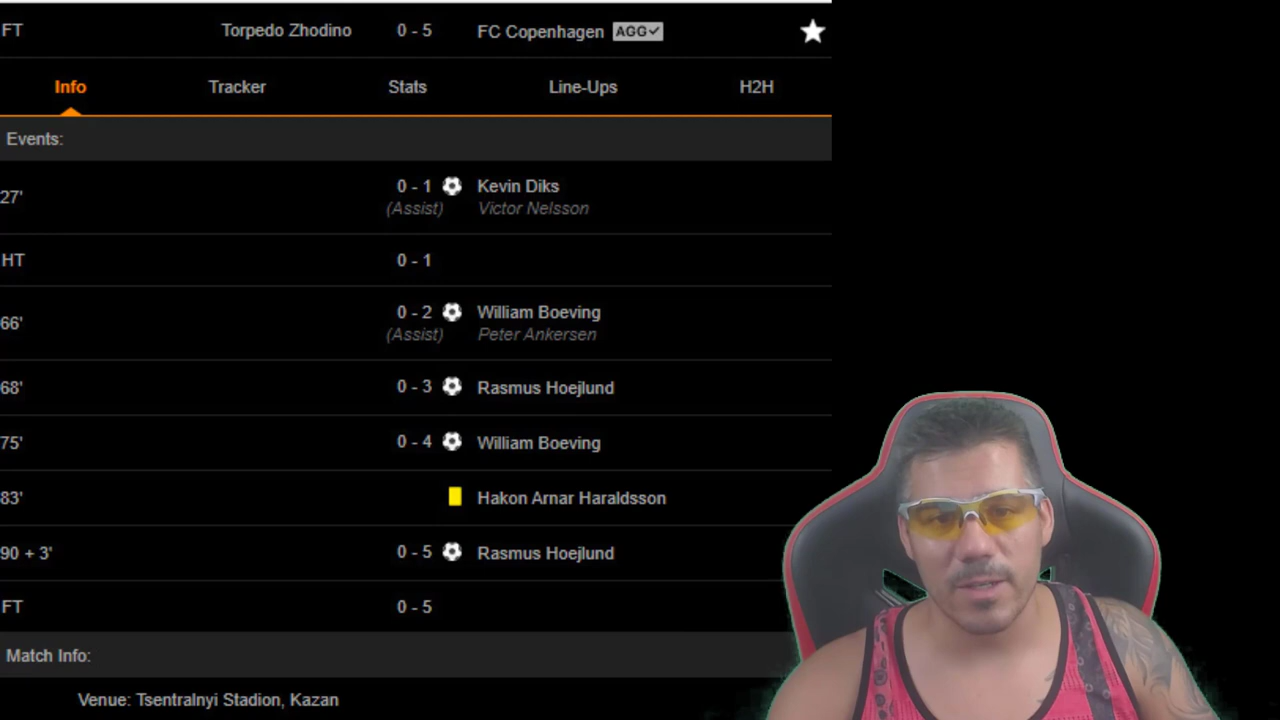 FT Torpedo Zhodino 0 - 5 FC Copenhagen AGG✓
Info Tracker Stats Line-Ups H2H
Events:
27' 0 - 1 Kevin Diks
(Assist) Victor Nelsson
HT 0 - 1
66' 0 - 2 William Boeving
(Assist) Peter Ankersen
68' 0 - 3 Rasmus Hoejlund
75' 0 - 4 William Boeving
83' Hakon Arnar Haraldsson
90 + 3' 0 - 5 Rasmus Hoejlund
FT 0 - 5
Match Info:
Venue: Tsentralnyi Stadion, Kazan